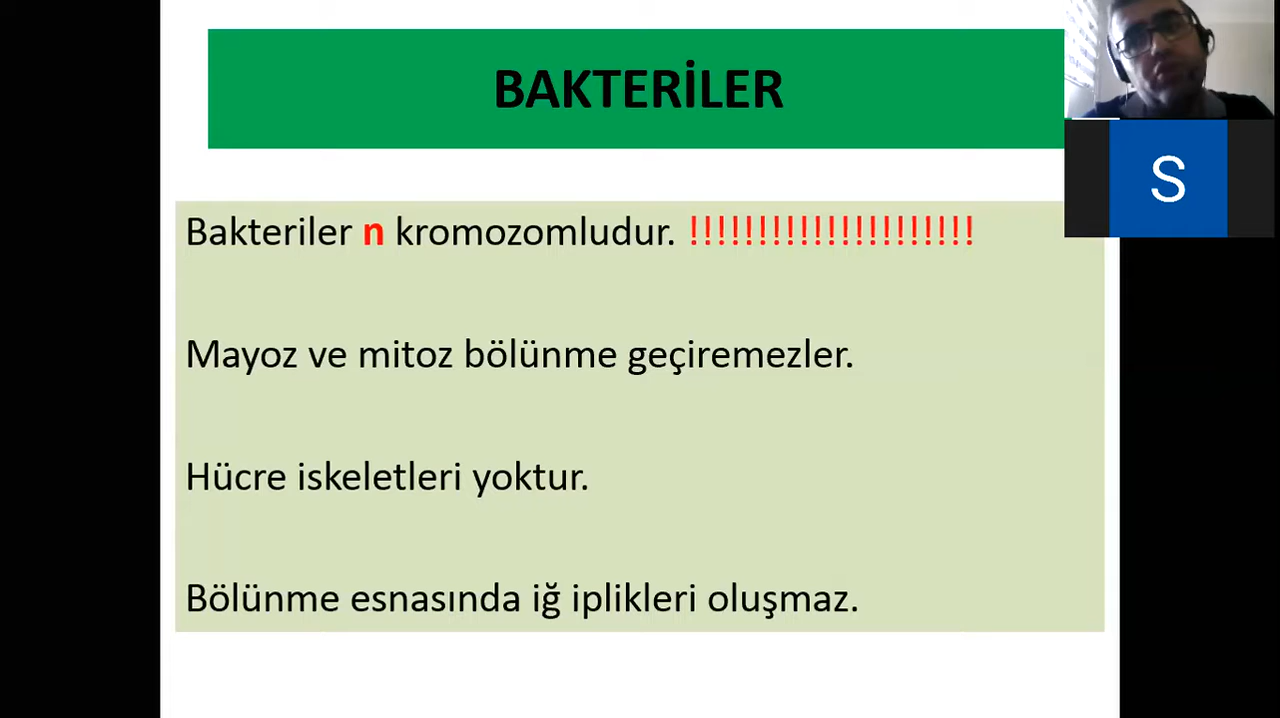 BAKTERİLER
S
Bakteriler n kromozomludur. !!!!!!!!!!!!!!!!!!!!!
Mayoz ve mitoz bölünme geçiremezler.
Hücre iskeletleri yoktur.
Bölünme esnasında iğ iplikleri oluşmaz.